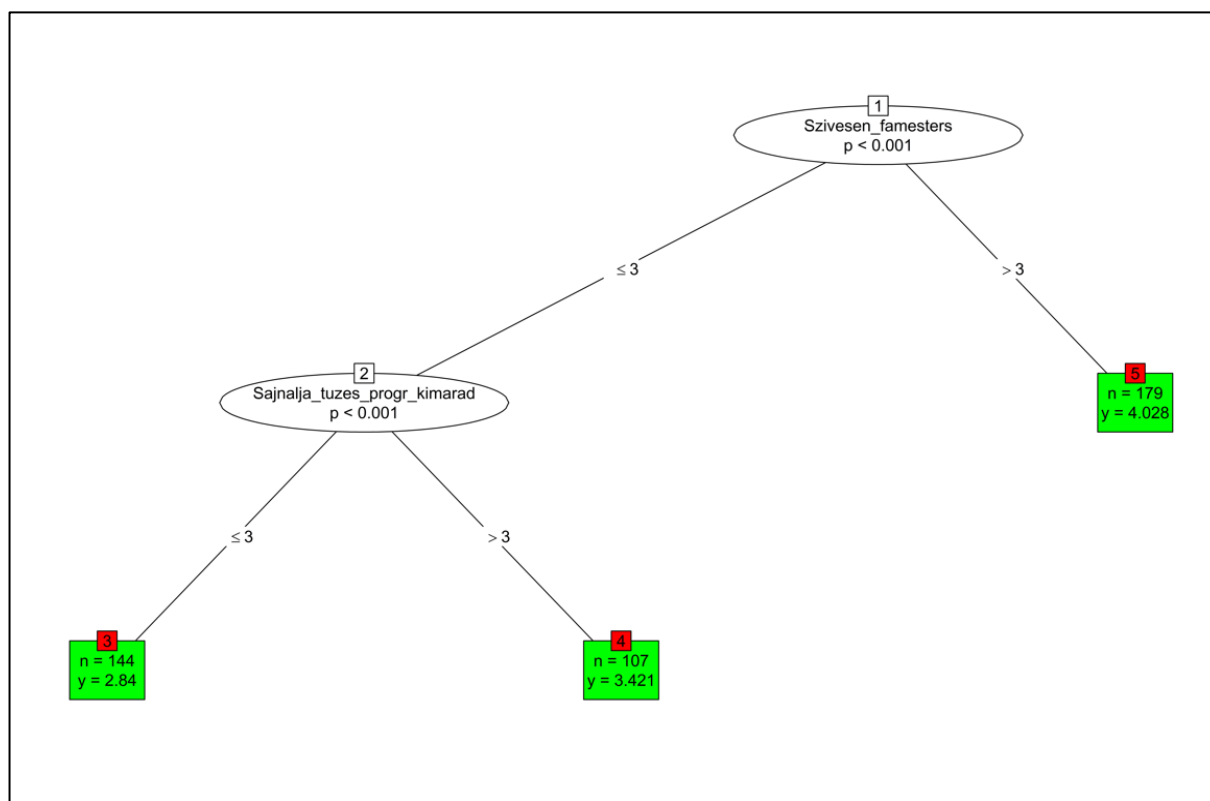 1
Szivesen_famesters
p < 0.001
≤ 3
> 3
2
Sajnalja_tuzes_progr_kimarad
p < 0.001
5
n = 179
y = 4.028
≤ 3
> 3
3
n = 144
y = 2.84
4
n = 107
y = 3.421